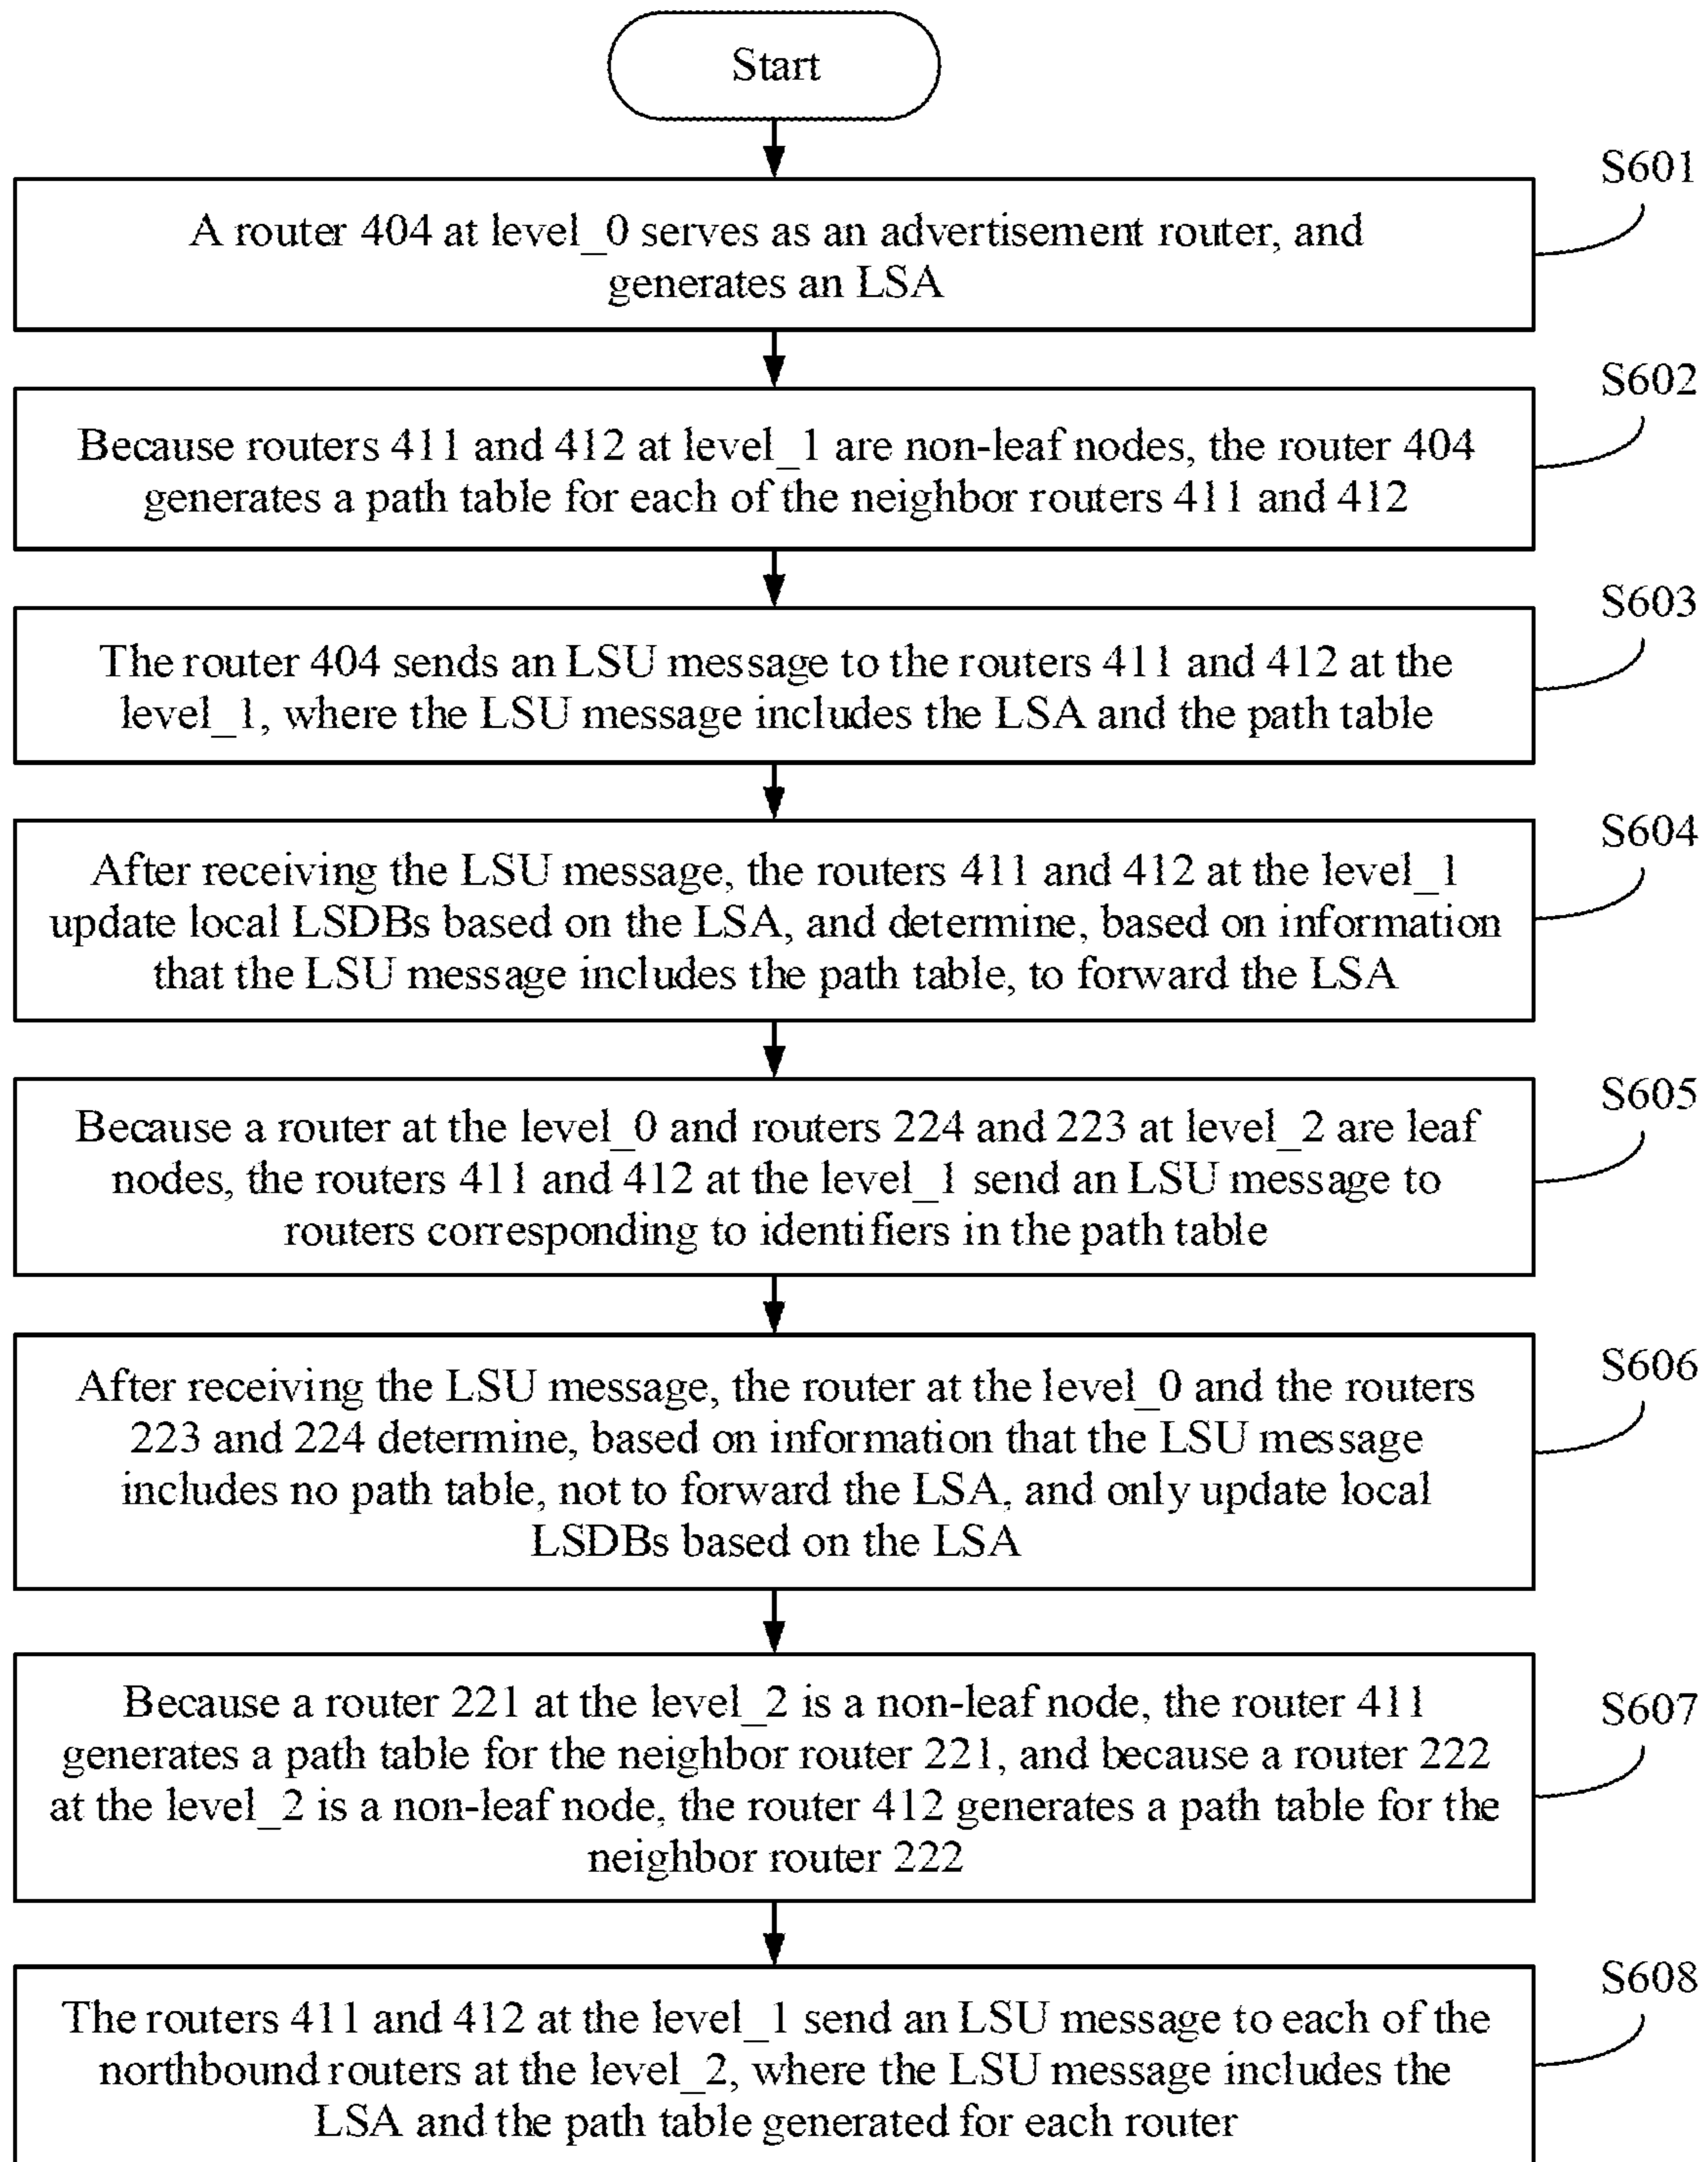 Start
S601
A router 404 at level_0 serves as an advertisement router, and
generates an LSA
S602
Because routers 411 and 412 at level_1 are non-leaf nodes, the router 404
generates a path table for each of the neighbor routers 411 and 412
S603
The router 404 sends an LSU message to the routers 411 and 412 at the
level_1, where the LSU message includes the LSA and the path table
S604
After receiving the LSU message, the routers 411 and 412 at the level_1
update local LSDBs based on the LSA, and determine, based on information
that the LSU message includes the path table, to forward the LSA
S605
Because a router at the level_0 and routers 224 and 223 at level_2 are leaf
nodes, the routers 411 and 412 at the level_1 send an LSU message to
routers corresponding to identifiers in the path table
S606
After receiving the LSU message, the router at the level_0 and the routers
223 and 224 determine, based on information that the LSU message
includes no path table, not to forward the LSA, and only update local
LSDBs based on the LSA
S607
Because a router 221 at the level_2 is a non-leaf node, the router 411
generates a path table for the neighbor router 221, and because a router 222
at the level_2 is a non-leaf node, the router 412 generates a path table for the
neighbor router 222
S608
The routers 411 and 412 at the level_1 send an LSU message to each of the
northbound routers at the level_2, where the LSU message includes the
LSA and the path table generated for each router